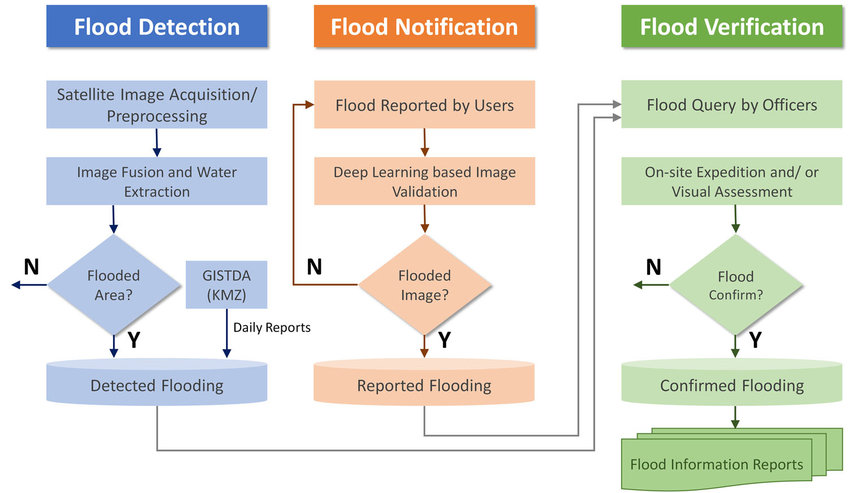 Flood Detection
Flood Notification
Flood Verification
Satellite Image Acquisition/
Preprocessing
Image Fusion and Water
Extraction
Flooded
Area?
N
Y
GISTDA
(KMZ)
Daily Reports
Detected Flooding
Flood Reported by Users
Deep Learning based Image
Validation
Flooded
Image?
N
Y
Reported Flooding
Flood Query by Officers
On-site Expedition and/ or
Visual Assessment
Flood
Confirm?
N
Y
Confirmed Flooding
Flood Information Reports